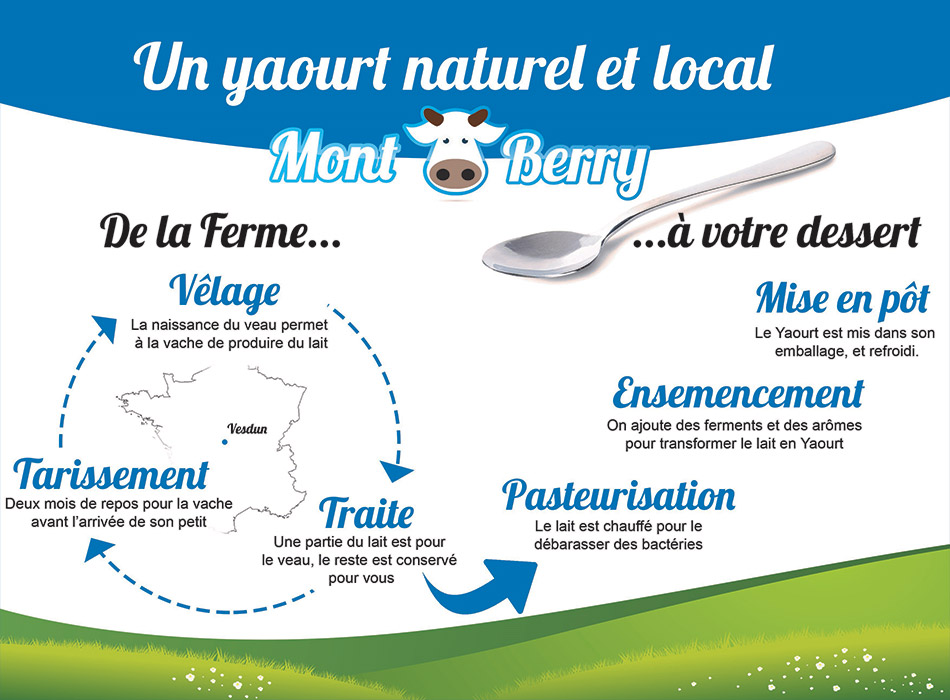 Un yaourt naturel et local
Mont Berry
De la Ferme...
...à votre dessert
Vêlage
La naissance du veau permet
à la vache de produire du lait
Vesdun
Tarissement
Deux mois de repos pour la vache
avant l'arrivée de son petit
Traite
Une partie du lait est pour
le veau, le reste est conservé
pour vous
Mise en pôt
Le Yaourt est mis dans son
emballage, et refroidi.
Ensemencement
On ajoute des ferments et des arômes
pour transformer le lait en Yaourt
Pasteurisation
Le lait est chauffé pour le
débarasser des bactéries